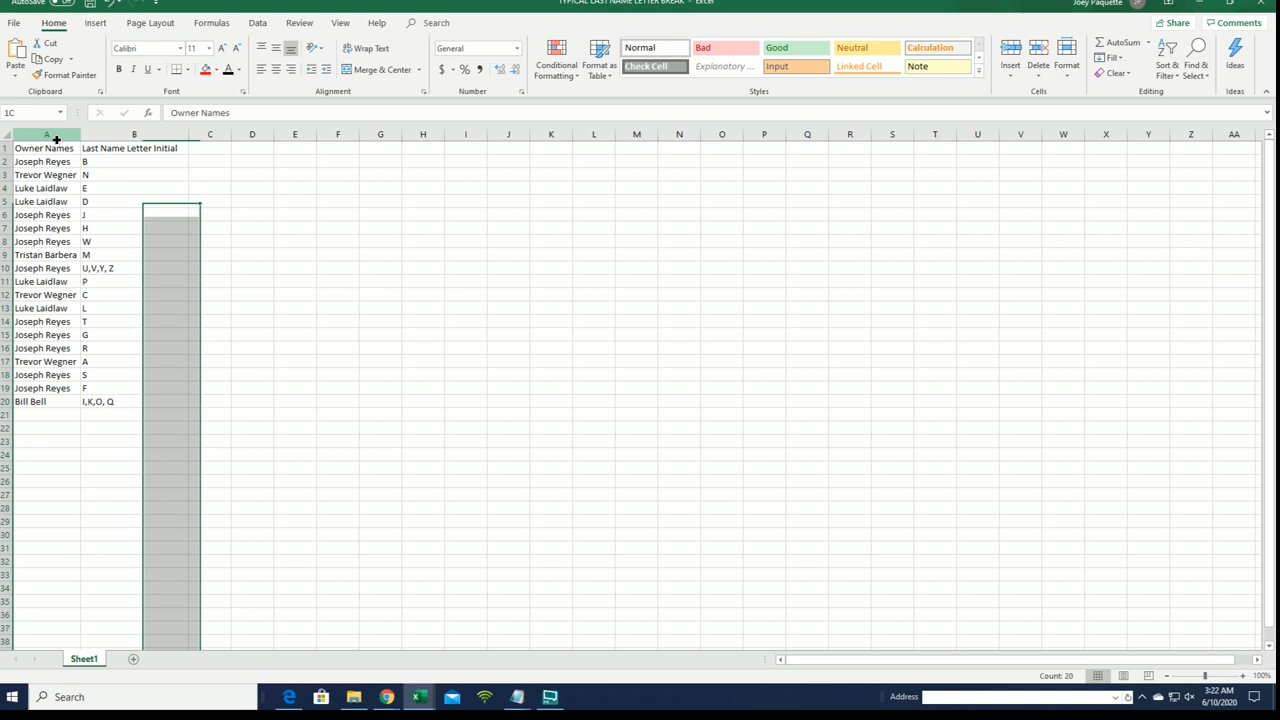 AutoSave Off TYPICAL LAST NAME LETTER BREAK - Excel Joey Paquette
File Home Insert Page Layout Formulas Data Review View Help Search Share Comments
Paste Cut Copy Format Painter
Calibri 11 A A
B I U A
Wrap Text
Merge & Center
General
$ % 9
Conditional Formatting Format as Table
Normal Bad Good Neutral Calculation
Check Cell Explanatory ... Input Linked Cell Note
Insert Delete Format
AutoSum Fill Clear
Sort & Filter Find & Select Ideas
Clipboard Font Alignment Number Styles Cells Editing Ideas
1C fx Owner Names
A B C D E F G H I J K L M N O P Q R S T U V W X Y Z AA
1 Owner Names Last Name Letter Initial
2 Joseph Reyes B
3 Trevor Wegner N
4 Luke Laidlaw E
5 Luke Laidlaw D
6 Joseph Reyes J
7 Joseph Reyes H
8 Joseph Reyes W
9 Tristan Barbera M
10 Joseph Reyes U,V,Y, Z
11 Luke Laidlaw P
12 Trevor Wegner C
13 Luke Laidlaw L
14 Joseph Reyes T
15 Joseph Reyes G
16 Joseph Reyes R
17 Trevor Wegner A
18 Joseph Reyes S
19 Joseph Reyes F
20 Bill Bell I,K,O, Q
21
22
23
24
25
26
27
28
29
30
31
32
33
34
35
36
37
38
Sheet1
Count: 20 100%
Search Address 3:22 AM
6/10/2020